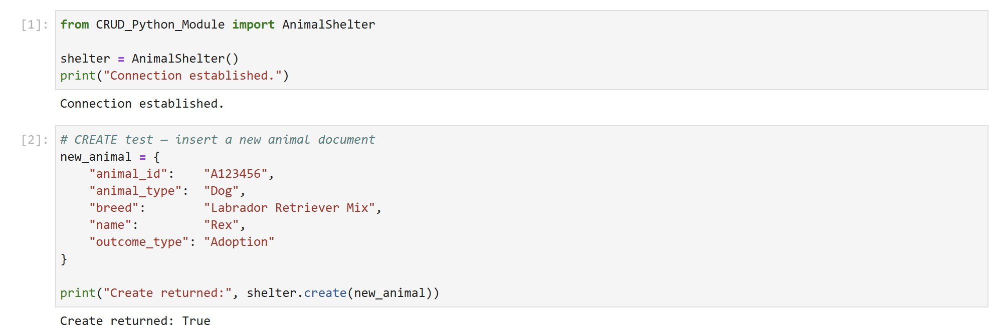 [1]: from CRUD_Python_Module import AnimalShelter

shelter = AnimalShelter()
print("Connection established.")
Connection established.
[2]: # CREATE test — insert a new animal document
new_animal = {
    "animal_id":    "A123456",
    "animal_type":  "Dog",
    "breed":        "Labrador Retriever Mix",
    "name":         "Rex",
    "outcome_type": "Adoption"
}

print("Create returned:", shelter.create(new_animal))
Create returned: True